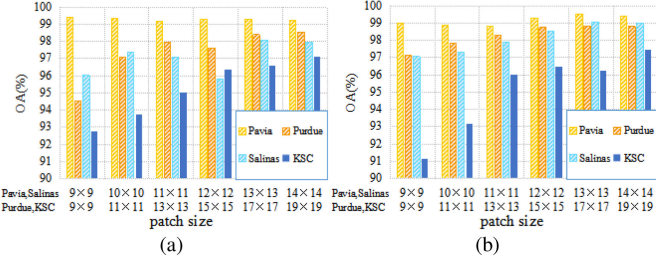 100
99
98
97
96
95
94
93
92
91
90
OA(%)
Pavia
Purdue
Salinas
KSC
Pavia,Salinas 9×9 10×10 11×11 12×12 13×13 14×14
Purdue,KSC 9×9 11×11 13×13 15×15 17×17 19×19
patch size
(a)
100
99
98
97
96
95
94
93
92
91
90
OA(%)
Pavia
Purdue
Salinas
KSC
Pavia,Salinas 9×9 10×10 11×11 12×12 13×13 14×14
Purdue,KSC 9×9 11×11 13×13 15×15 17×17 19×19
patch size
(b)